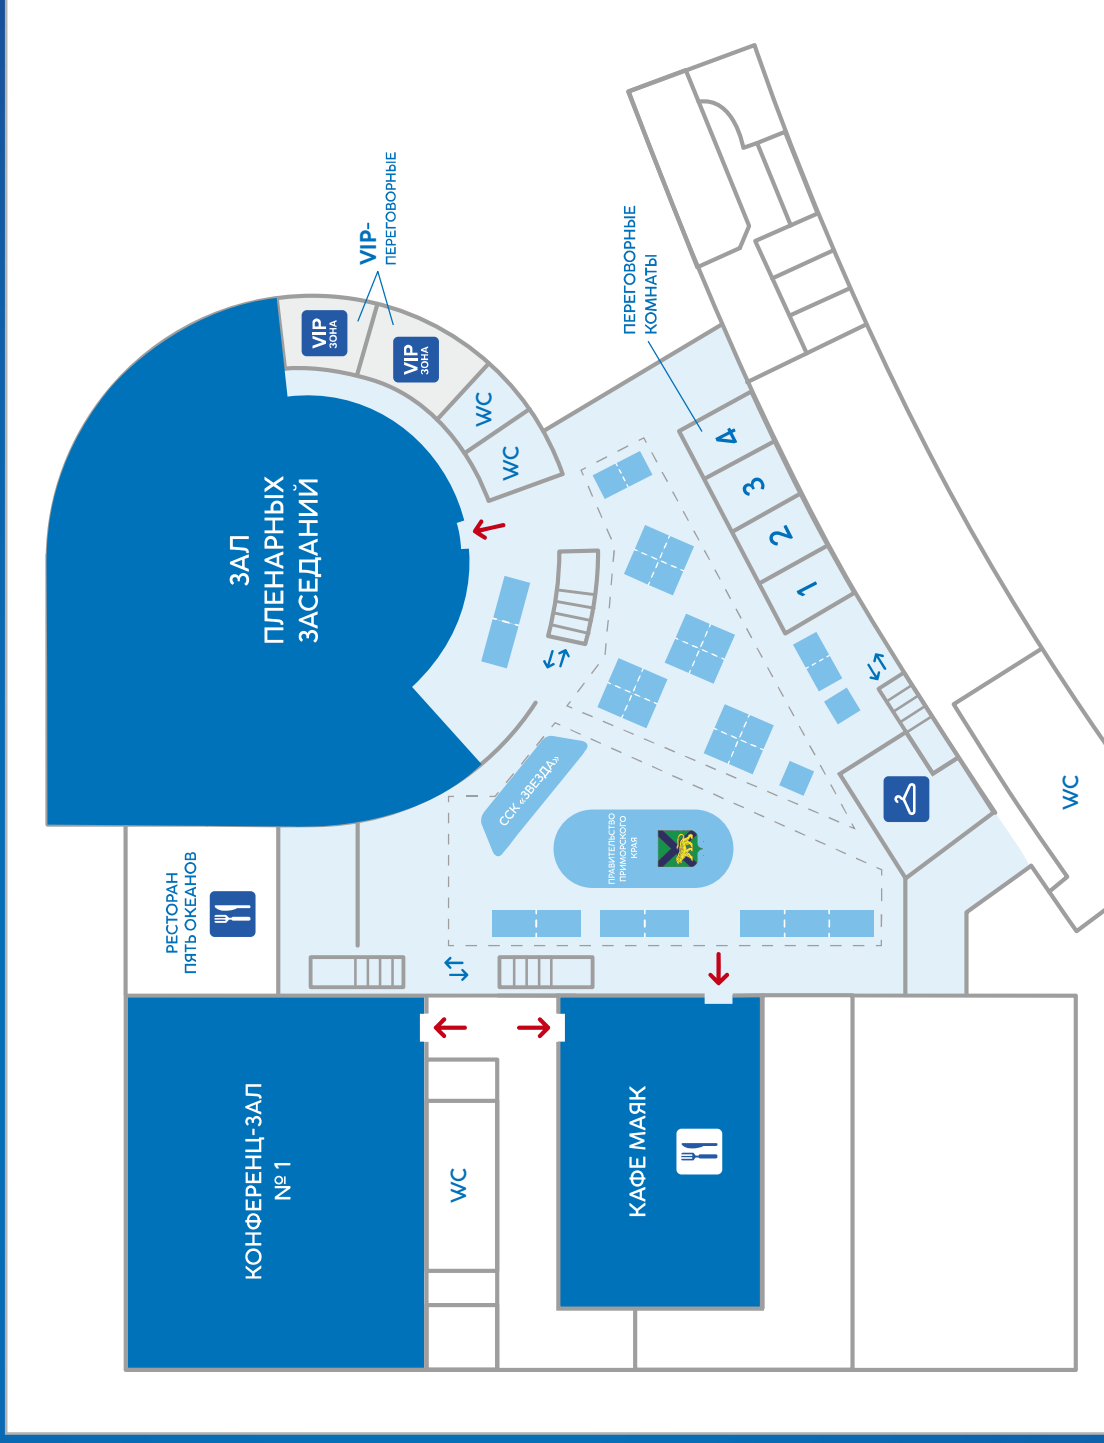 VIP-
ПЕРЕГОВОРНЫЕ
ПЕРЕГОВОРНЫЕ
КОМНАТЫ
VIP
ЗОНА
VIP
ЗОНА
WC
WC
ЗАЛ
ПЛЕНАРНЫХ
ЗАСЕДАНИЙ
4
3
2
1
ССК «ЗВЕЗДА»
ПРАВИТЕЛЬСТВО
ПРИМОРСКОГО
КРАЯ
WC
РЕСТОРАН
ПЯТЬ ОКЕАНОВ
КОНФЕРЕНЦ-ЗАЛ
№ 1
WC
КАФЕ МАЯК